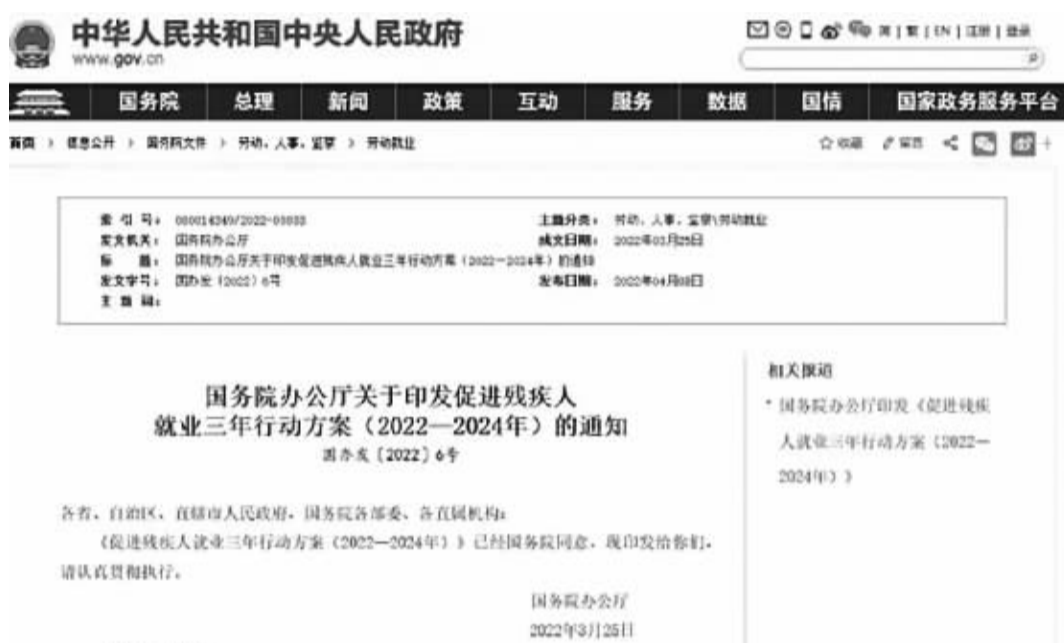 中华人民共和国中央人民政府
www.gov.cn
简 | 繁 | EN | 注册 | 登录
国务院 总理 新闻 政策 互动 服务 数据 国情 国家政务服务平台
首页 > 信息公开 > 国务院文件 > 劳动、人事、监察 > 劳动就业
收藏 留言
索 引 号: 000014349/2022-00033 主题分类: 劳动、人事、监察\劳动就业
发文机关: 国务院办公厅 成文日期: 2022年03月25日
标 题: 国务院办公厅关于印发促进残疾人就业三年行动方案(2022-2024年)的通知
发文字号: 国办发〔2022〕6号 发布日期: 2022年04月08日
主 题 词:
国务院办公厅关于印发促进残疾人
就业三年行动方案(2022—2024年)的通知
国办发〔2022〕6号
各省、自治区、直辖市人民政府,国务院各部委、各直属机构:
《促进残疾人就业三年行动方案(2022—2024年)》已经国务院同意,现印发给你们,
请认真贯彻执行。
国务院办公厅
2022年3月25日
相关报道
• 国务院办公厅印发《促进残疾
人就业三年行动方案(2022—
2024年)》